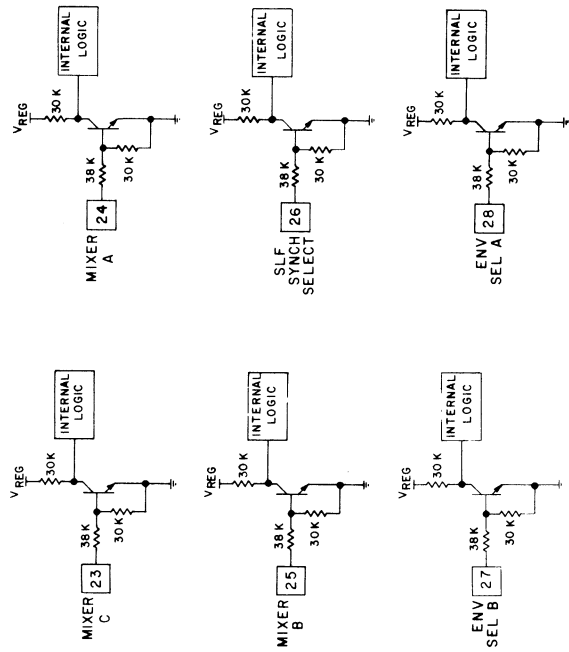 VREG
30 K
INTERNAL
LOGIC
38 K
23
MIXER
C
30 K
VREG
30 K
INTERNAL
LOGIC
38 K
24
MIXER
A
30 K
VREG
30 K
INTERNAL
LOGIC
38 K
25
MIXER
B
30 K
VREG
30 K
INTERNAL
LOGIC
38 K
26
SLF
SYNCH
SELECT
30 K
VREG
30 K
INTERNAL
LOGIC
38 K
27
ENV
SEL B
30 K
VREG
30 K
INTERNAL
LOGIC
38 K
28
ENV
SEL A
30 K